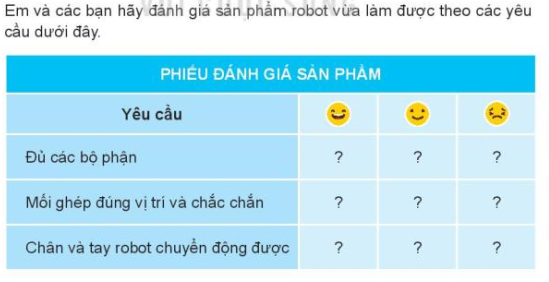 Em và các bạn hãy đánh giá sản phẩm robot vừa làm được theo các yêu
cầu dưới đây.
PHIẾU ĐÁNH GIÁ SẢN PHẨM
Yêu cầu
Đủ các bộ phận ? ? ?
Mối ghép đúng vị trí và chắc chắn ? ? ?
Chân và tay robot chuyển động được ? ? ?